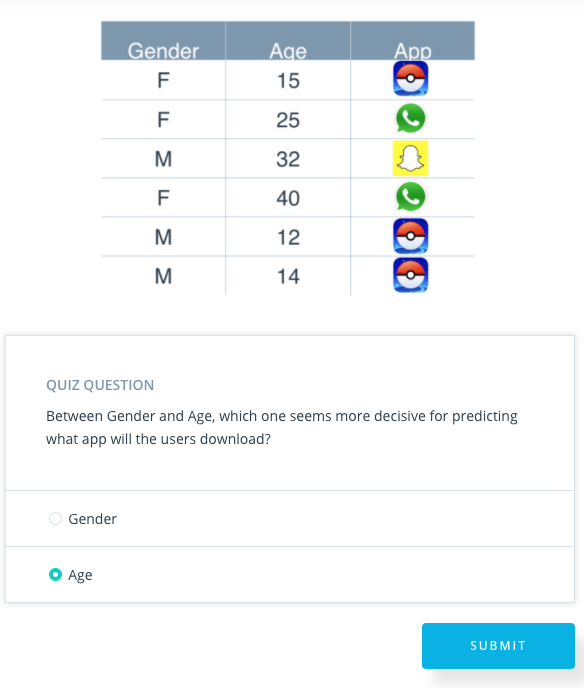 Gender Age App
F 15
F 25
M 32
F 40
M 12
M 14
QUIZ QUESTION
Between Gender and Age, which one seems more decisive for predicting
what app will the users download?
Gender
Age
SUBMIT